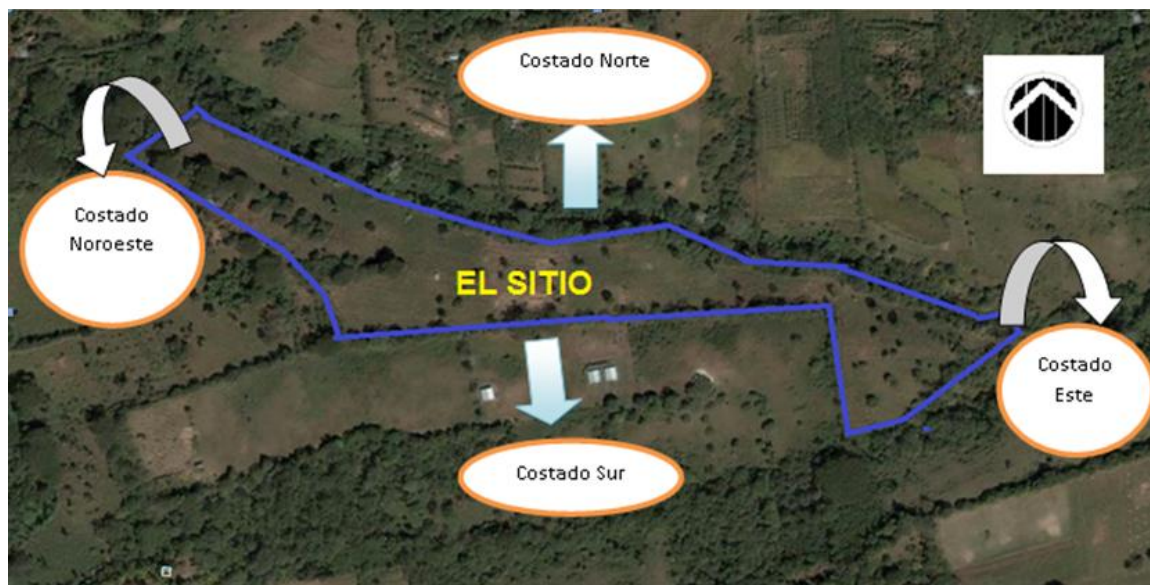 Costado Norte
Costado
Noroeste
EL SITIO
Costado
Este
Costado Sur